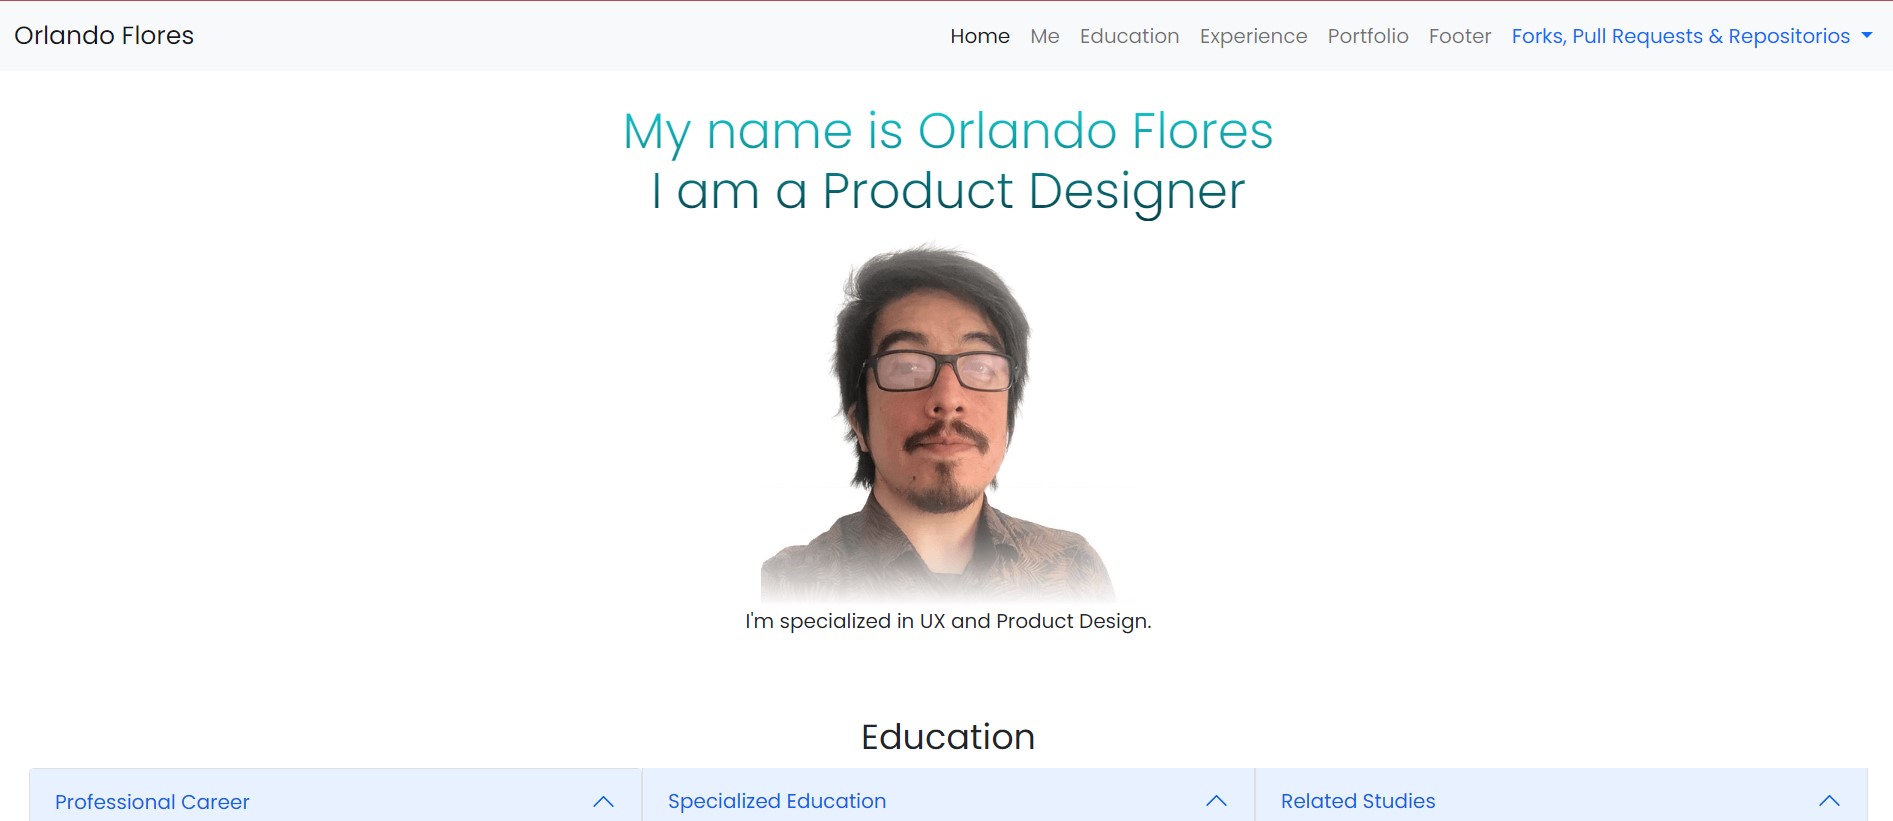 Orlando Flores
Home Me Education Experience Portfolio Footer Forks, Pull Requests & Repositorios
My name is Orlando Flores
I am a Product Designer
I'm specialized in UX and Product Design.
Education
Professional Career
Specialized Education
Related Studies